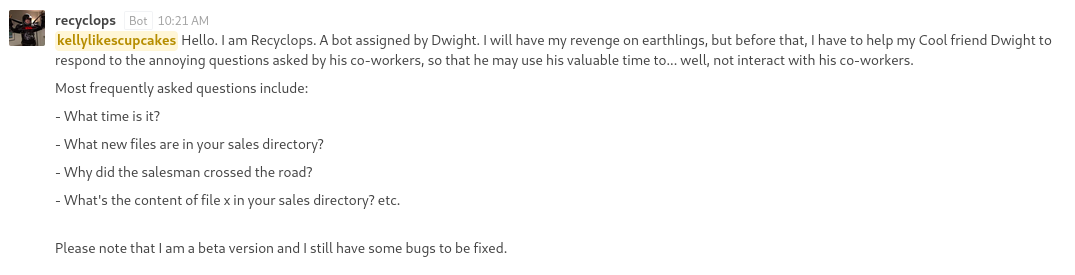 recyclops Bot 10:21 AM
kellylikescupcakes Hello. I am Recyclops. A bot assigned by Dwight. I will have my revenge on earthlings, but before that, I have to help my Cool friend Dwight to
respond to the annoying questions asked by his co-workers, so that he may use his valuable time to... well, not interact with his co-workers.
Most frequently asked questions include:
- What time is it?
- What new files are in your sales directory?
- Why did the salesman crossed the road?
- What's the content of file x in your sales directory? etc.
Please note that I am a beta version and I still have some bugs to be fixed.